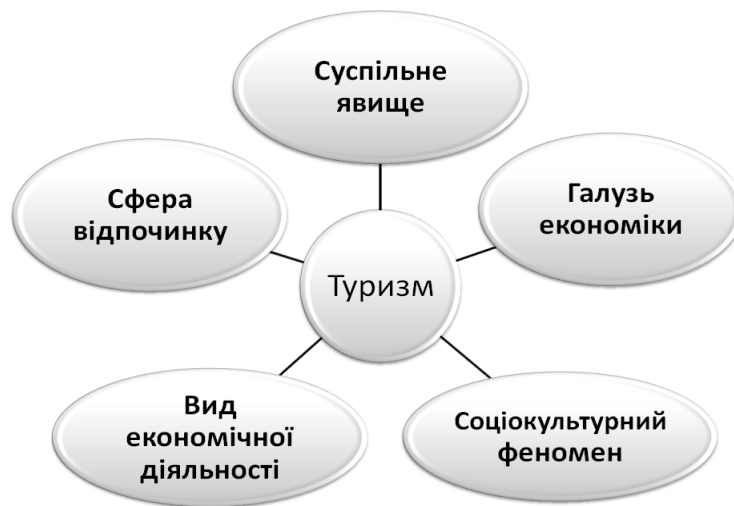 Суспільне
явище
Сфера
відпочинку
Галузь
економіки
Туризм
Вид
економічної
діяльності
Соціокультурний
феномен